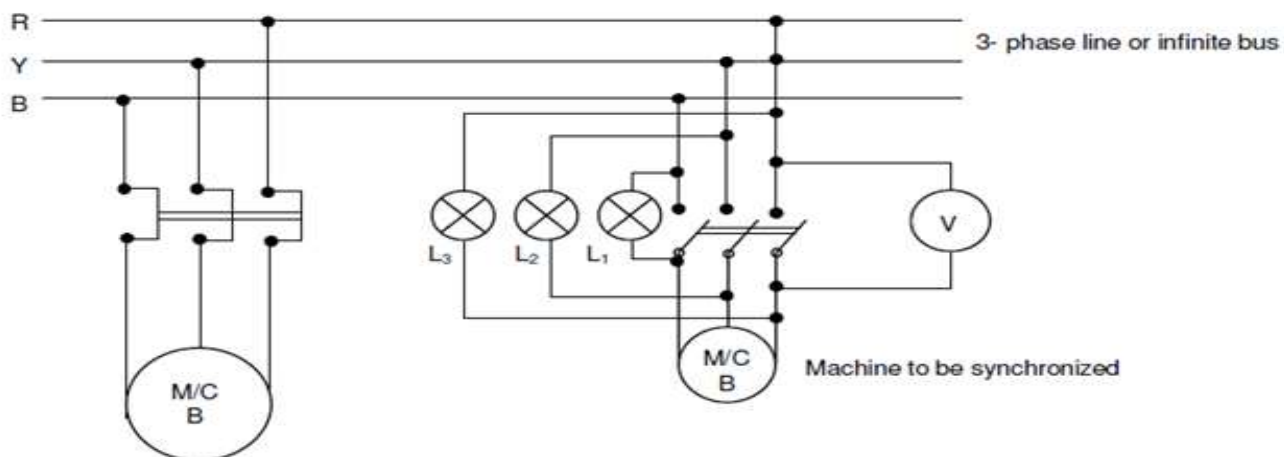 R
3- phase line or infinite bus
Y
B
L₃
L₂
L₁
V
M/C
B
M/C
B
Machine to be synchronized